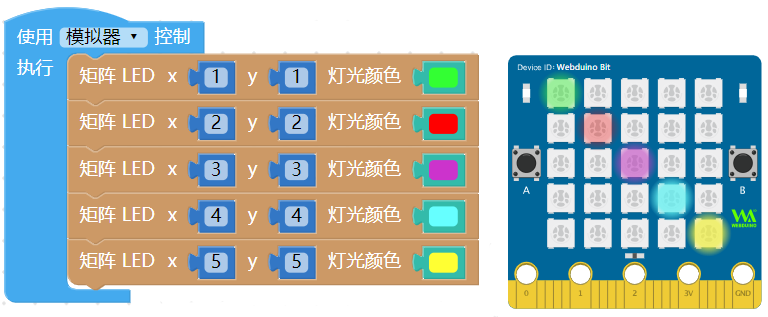 使用 模拟器 控制
执行
矩阵 LED x 1 y 1 灯光颜色
矩阵 LED x 2 y 2 灯光颜色
矩阵 LED x 3 y 3 灯光颜色
矩阵 LED x 4 y 4 灯光颜色
矩阵 LED x 5 y 5 灯光颜色
Device ID: Webduino Bit
A B
WEBDUINO
0 1 2 3V GND